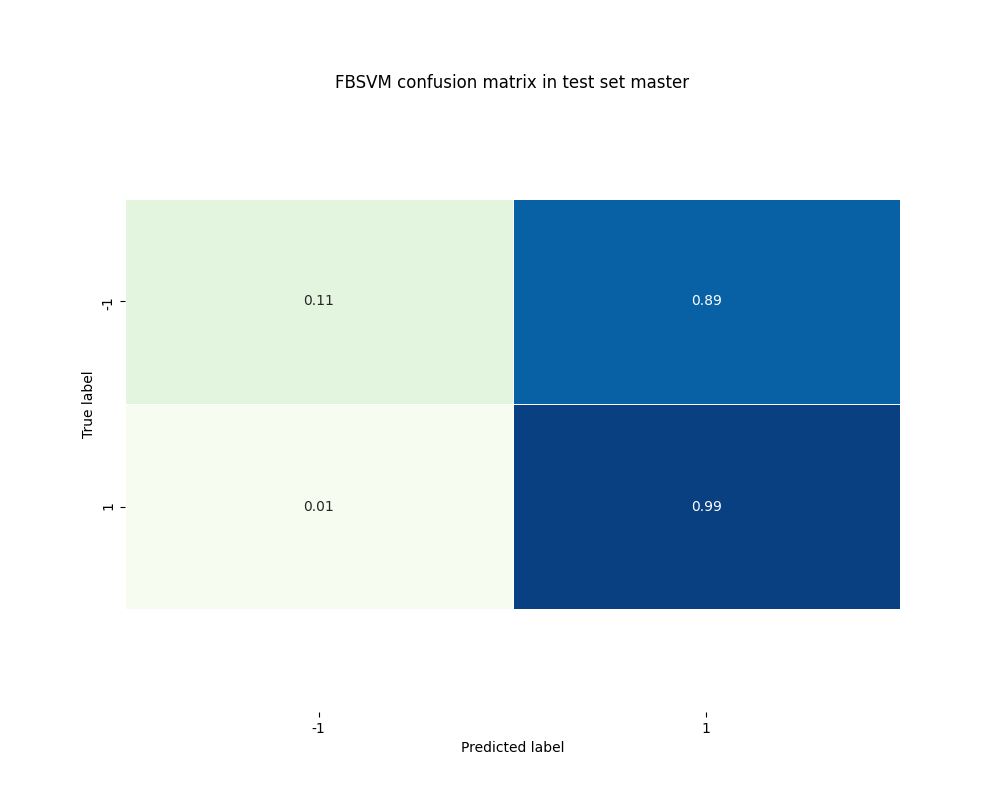 FBSVM confusion matrix in test set master
-1
0.11
0.89
True label
1
0.01
0.99
-1
1
Predicted label